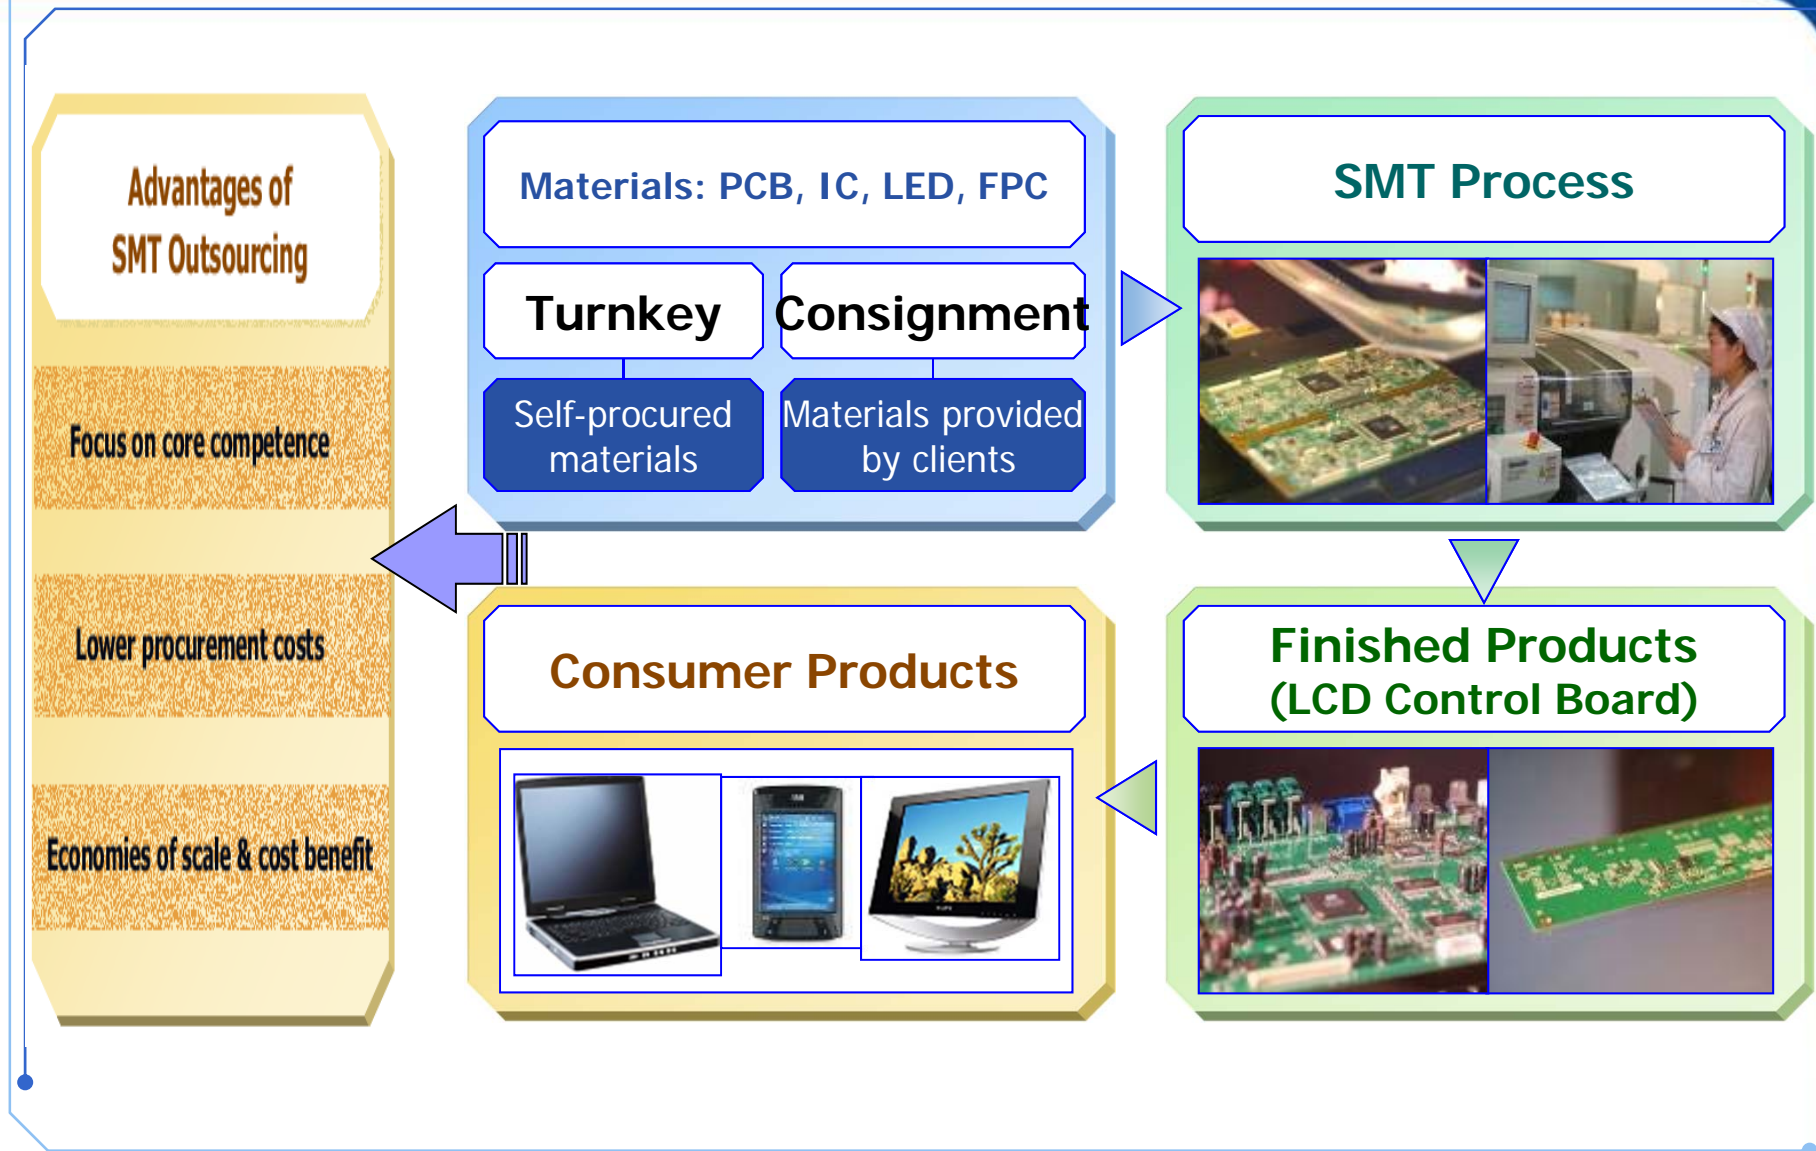 Advantages of
SMT Outsourcing
Focus on core competence
Lower procurement costs
Economies of scale & cost benefit
Materials: PCB, IC, LED, FPC
Turnkey
Consignment
Self-procured
materials
Materials provided
by clients
SMT Process
Consumer Products
Finished Products
(LCD Control Board)